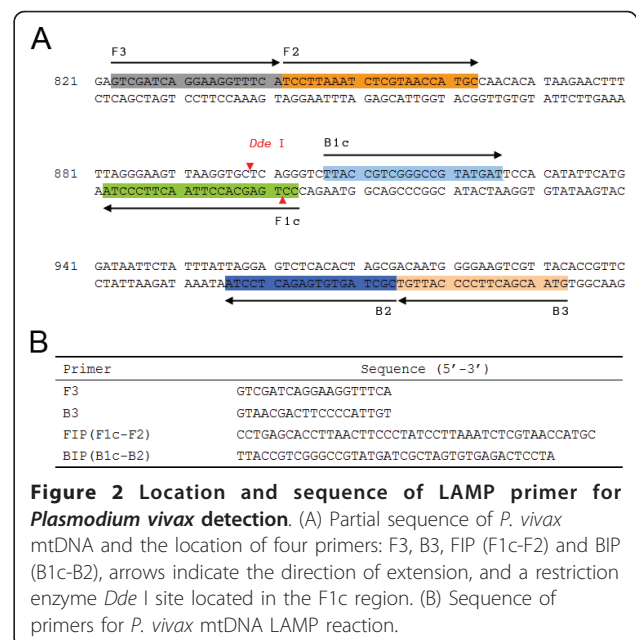 A
F3 F2
821 GAGTCGATCA GGAAGGTTTCA TCCTTAAAT CTCGTAACCA TGCCAACACA TAAGAACTTT
CTCAGCTAGT CCTTCCAAAGT AGGAATTTA GAGCATTGGT ACGGTTGTGT ATTCTTGAAA
Dde I B1c
881 TTAGGGAAGT TAAGGTGCTC AGGGTCTTAC CGTCGGGCCG TATGATTCCA CATATTCATG
AATCCCTTCA ATTCCACGAG TCCCAGAATG GCAGCCCGGC ATACTAAGGT GTATAAGTAC
F1c
941 GATAATTCTA TTTATTAGGA GTCTCACACT AGCGACAATG GGGAAGTCGT TACACCGTTC
CTATTAAGAT AAATAATCCT CAGAGTGTGA TCGCTGTTAC CCCTTCAGCA ATGTGGCAAG
B2 B3
B
Primer Sequence (5’-3’)
F3 GTCGATCAGGAAGGTTTCA
B3 GTAACGACTTCCCCATTGT
FIP(F1c-F2) CCTGAGCACCTTAACTTCCCTATCCTTAAATCTCGTAACCATGC
BIP(B1c-B2) TTACCGTCGGGCCGTATGATCGCTAGTGTGAGACTCCTA
Figure 2 Location and sequence of LAMP primer for
Plasmodium vivax detection. (A) Partial sequence of P. vivax
mtDNA and the location of four primers: F3, B3, FIP (F1c-F2) and BIP
(B1c-B2), arrows indicate the direction of extension, and a restriction
enzyme Dde I site located in the F1c region. (B) Sequence of
primers for P. vivax mtDNA LAMP reaction.